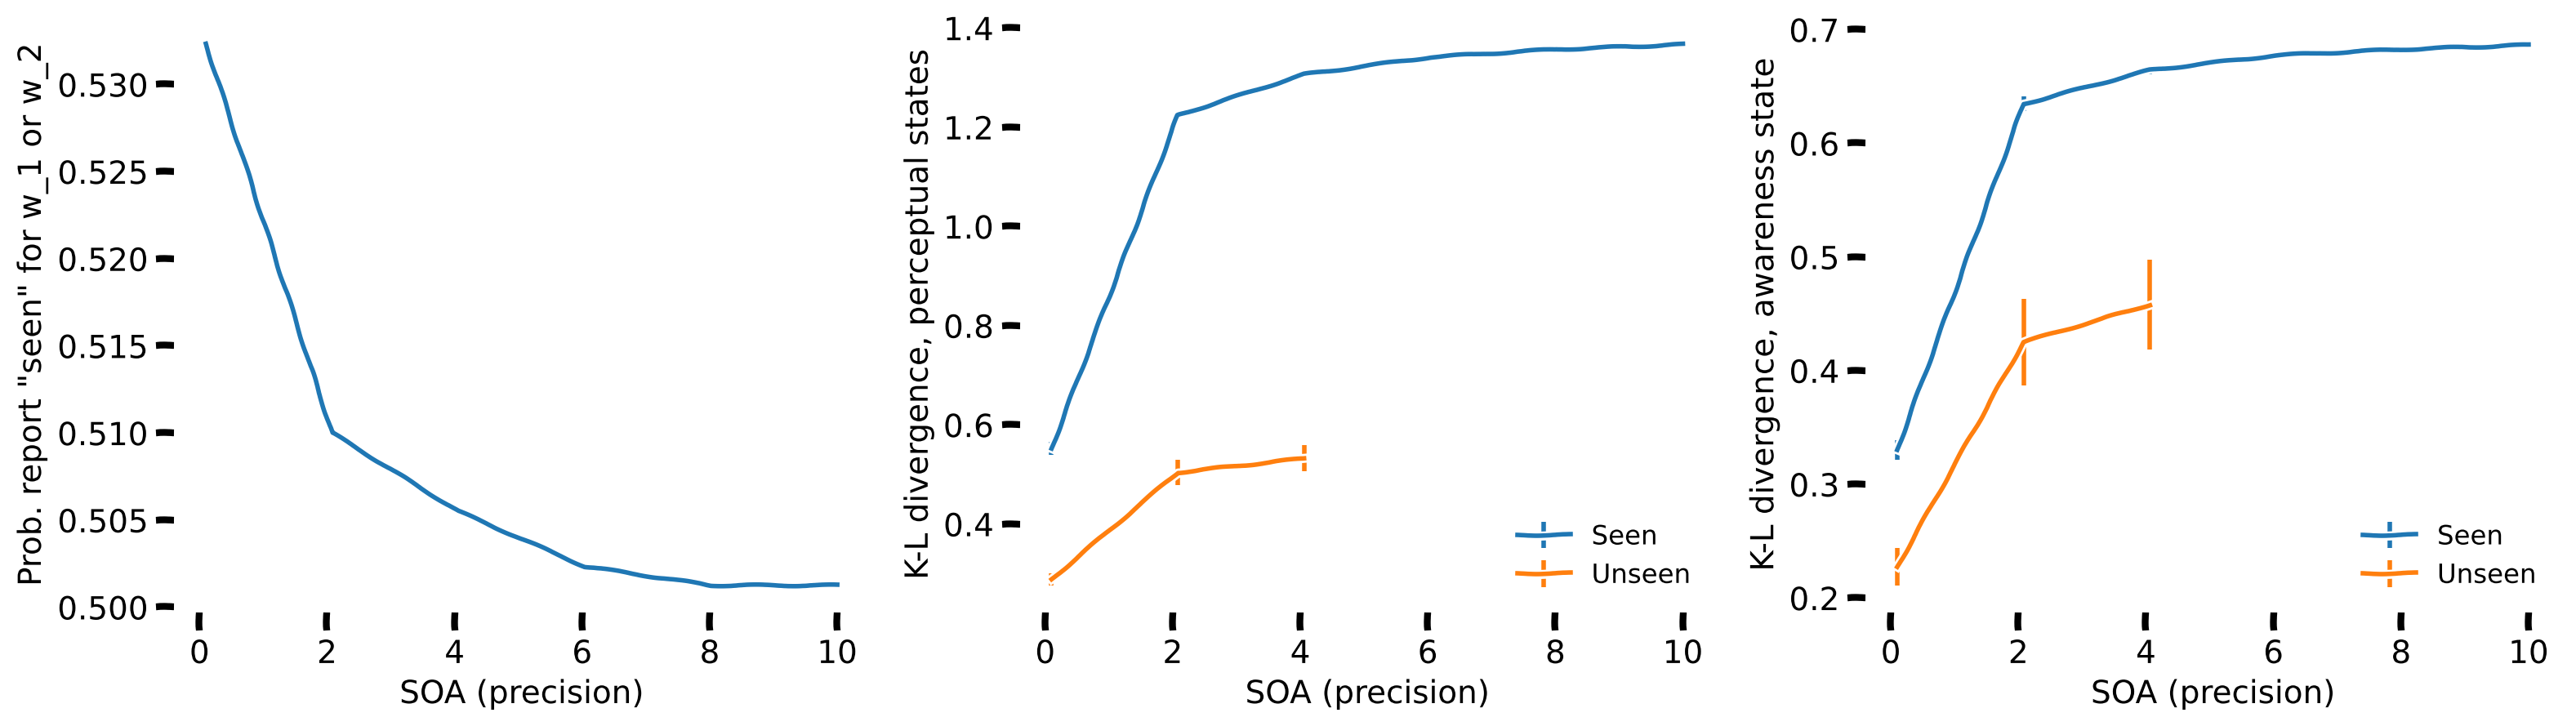 Prob. report "seen" for w_1 or w_2
0.530
0.525
0.520
0.515
0.510
0.505
0.500
0 2 4 6 8 10
SOA (precision)
K-L divergence, perceptual states
1.4
1.2
1.0
0.8
0.6
0.4
Seen
Unseen
0 2 4 6 8 10
SOA (precision)
K-L divergence, awareness state
0.7
0.6
0.5
0.4
0.3
0.2
Seen
Unseen
0 2 4 6 8 10
SOA (precision)